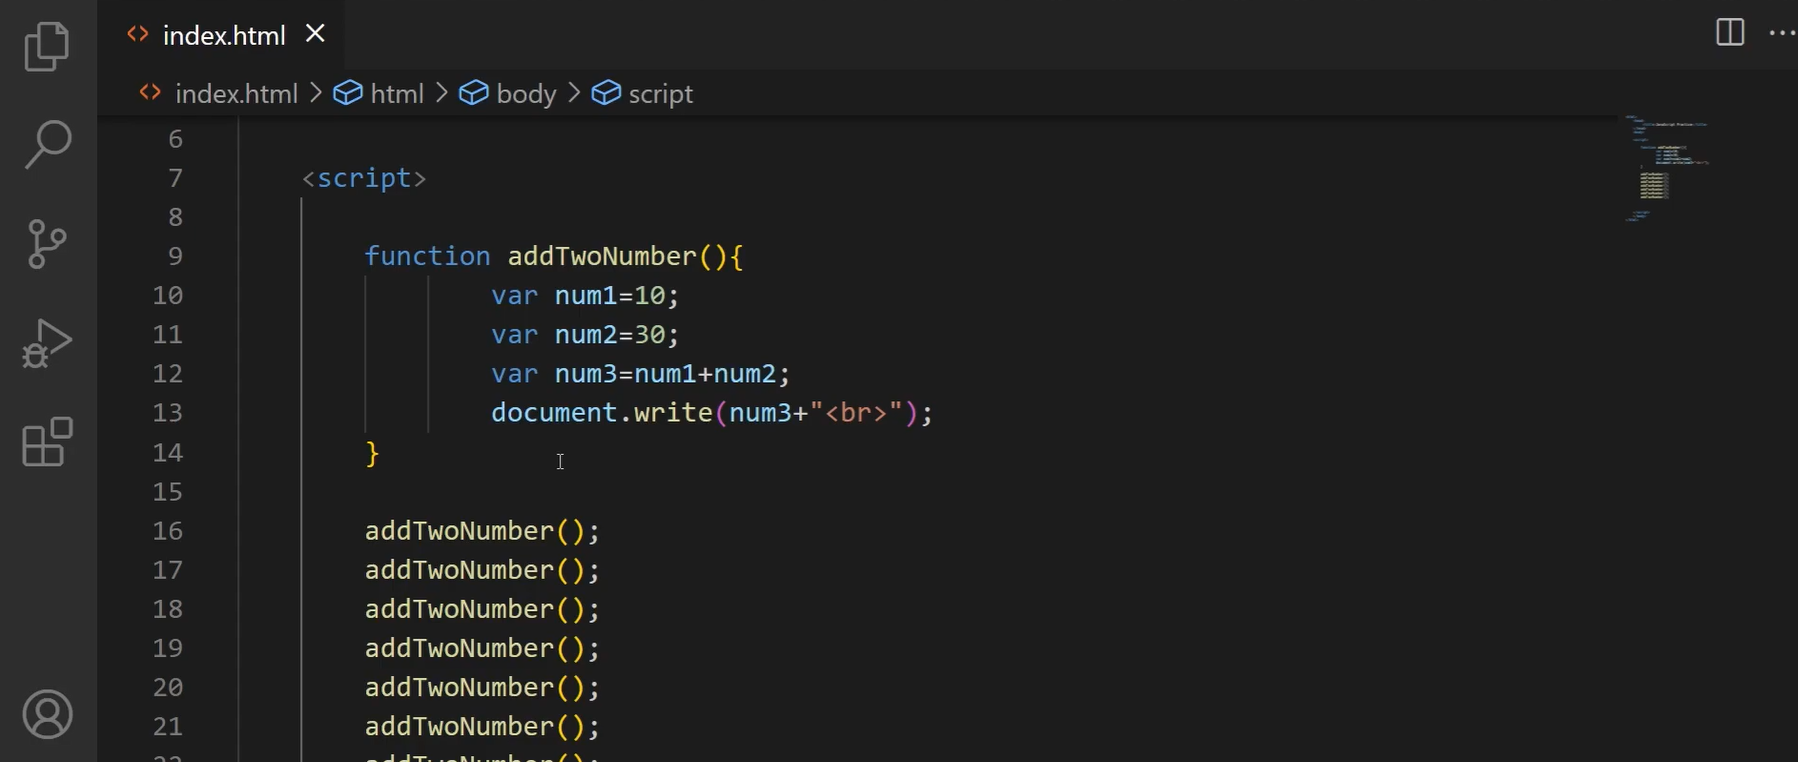 index.html
index.html > html > body > script
6
7 <script>
8
9 function addTwoNumber(){
10 var num1=10;
11 var num2=30;
12 var num3=num1+num2;
13 document.write(num3+"<br>");
14 }
15
16 addTwoNumber();
17 addTwoNumber();
18 addTwoNumber();
19 addTwoNumber();
20 addTwoNumber();
21 addTwoNumber();
22 addTwoNumber();